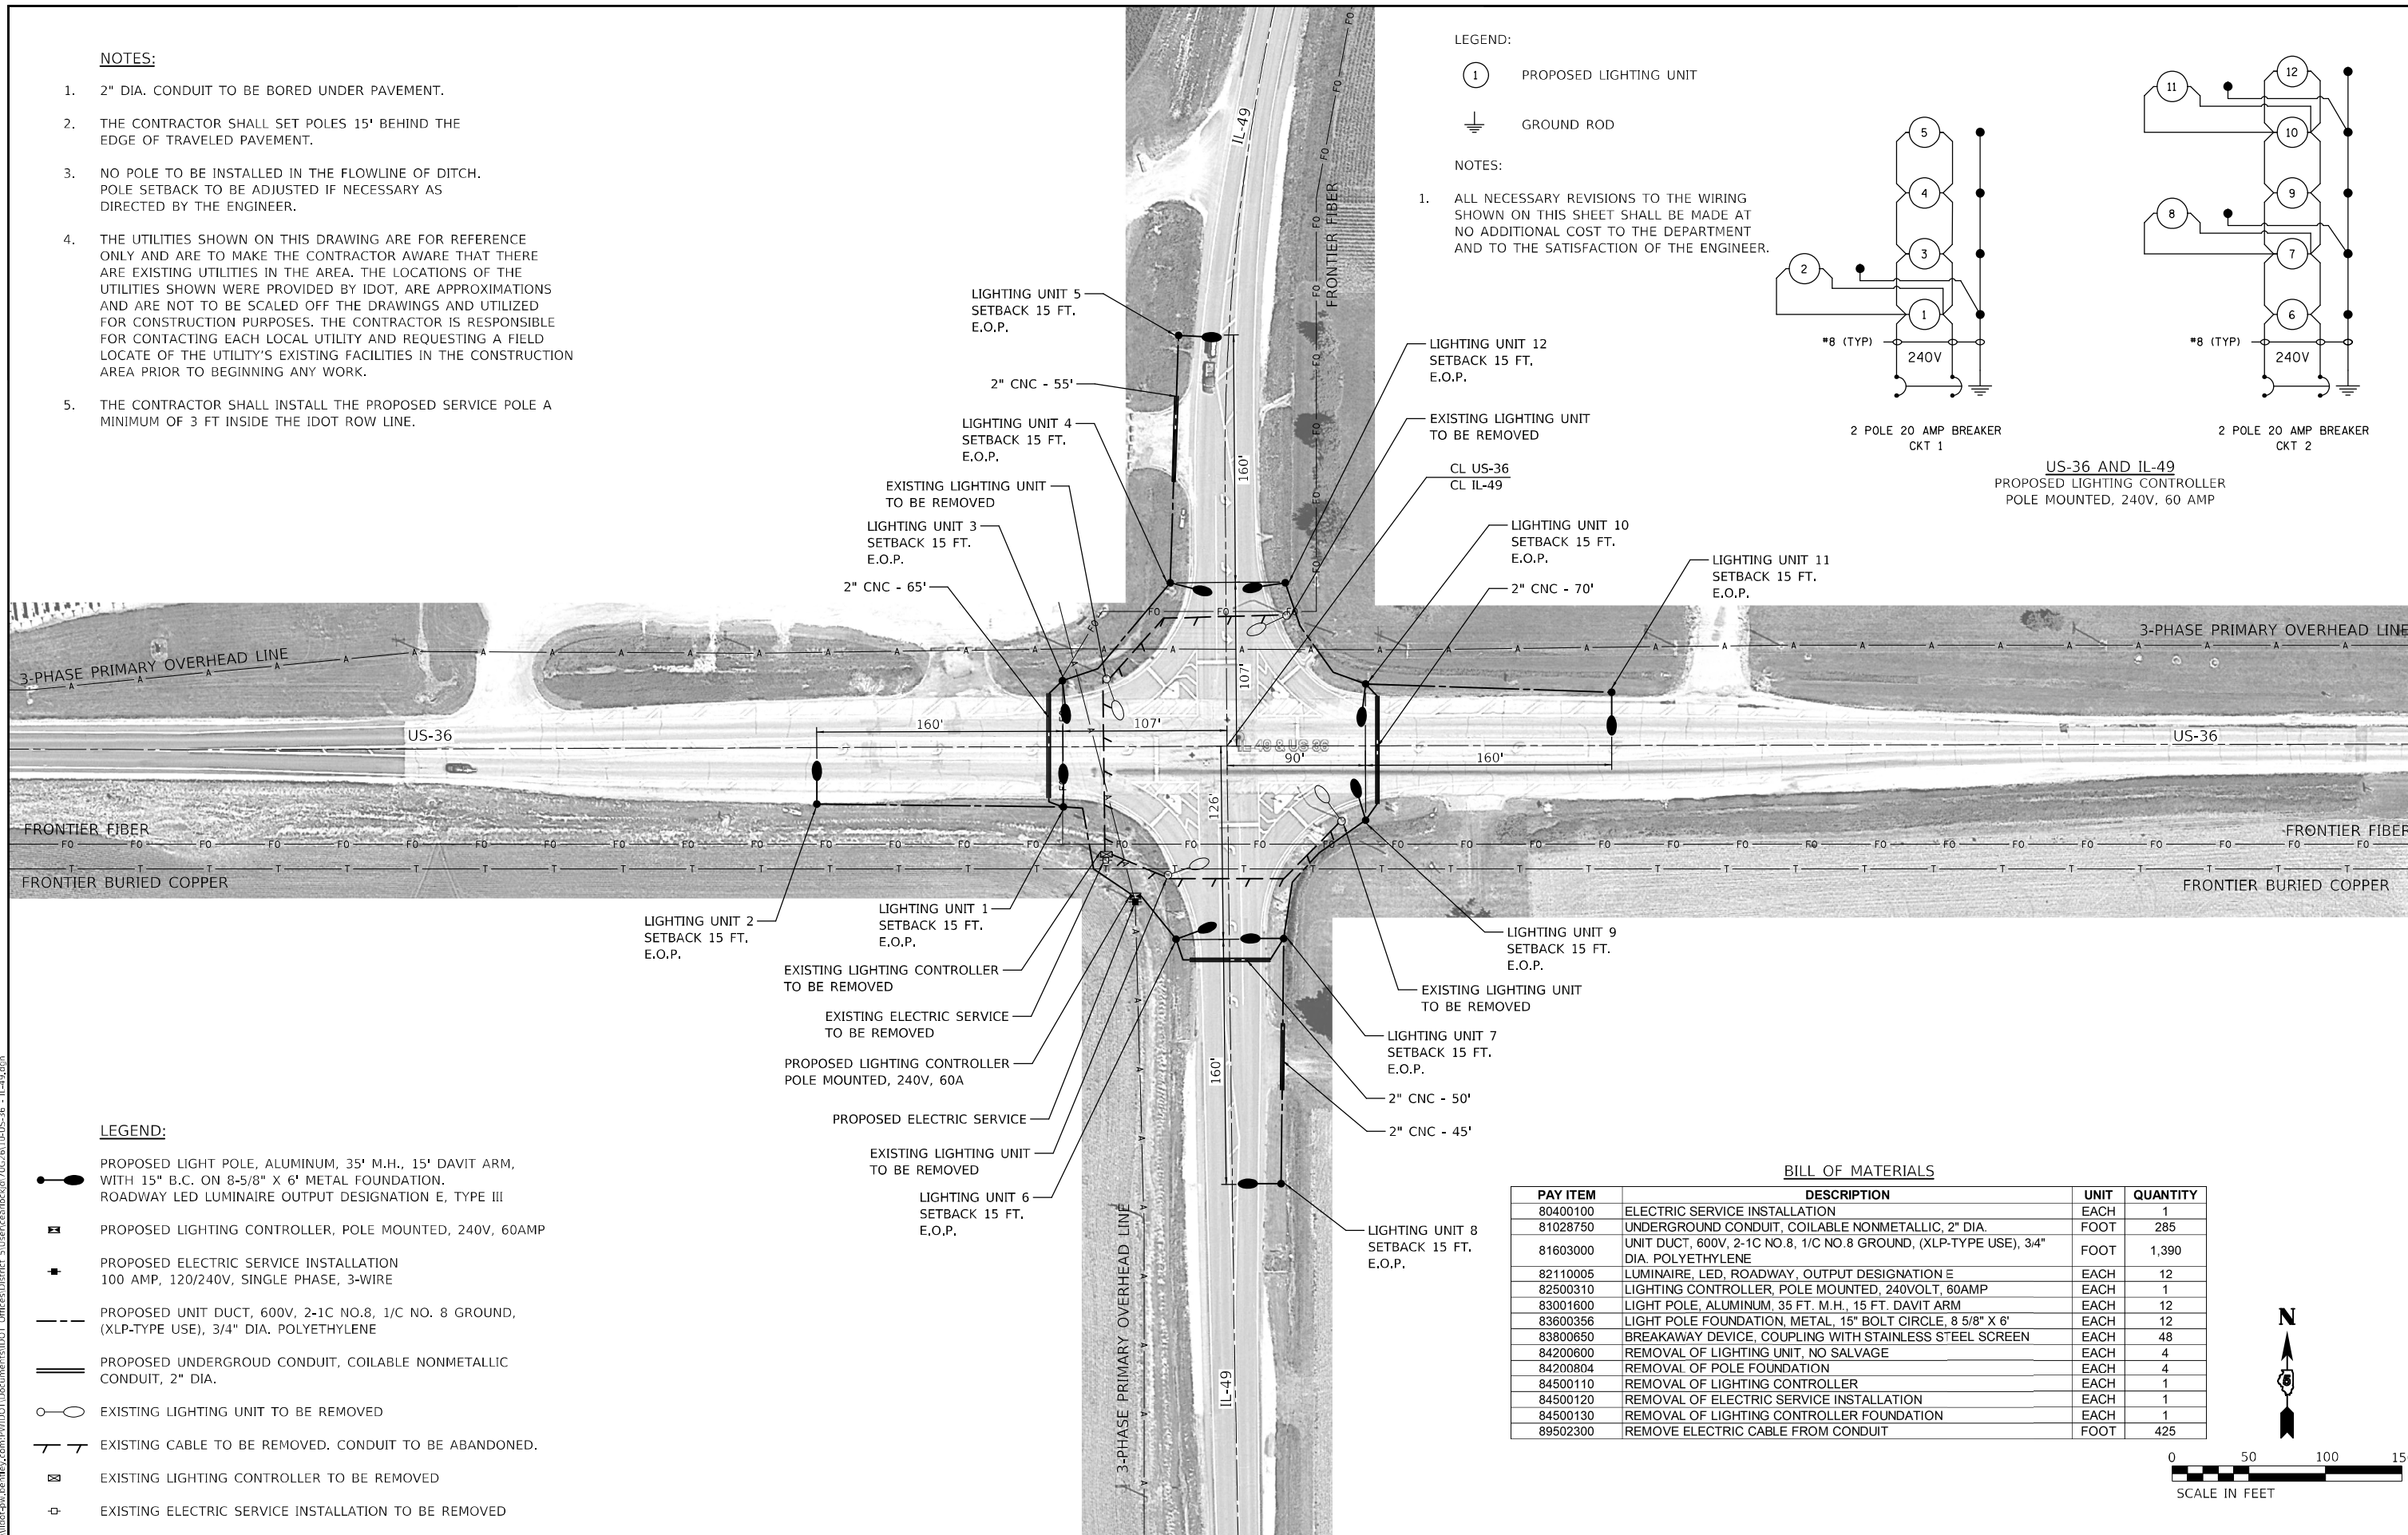 NOTES:
1. 2" DIA. CONDUIT TO BE BORED UNDER PAVEMENT.
2. THE CONTRACTOR SHALL SET POLES 15' BEHIND THE
EDGE OF TRAVELED PAVEMENT.
3. NO POLE TO BE INSTALLED IN THE FLOWLINE OF DITCH.
POLE SETBACK TO BE ADJUSTED IF NECESSARY AS
DIRECTED BY THE ENGINEER.
4. THE UTILITIES SHOWN ON THIS DRAWING ARE FOR REFERENCE
ONLY AND ARE TO MAKE THE CONTRACTOR AWARE THAT THERE
ARE EXISTING UTILITIES IN THE AREA. THE LOCATIONS OF THE
UTILITIES SHOWN WERE PROVIDED BY IDOT, ARE APPROXIMATIONS
AND ARE NOT TO BE SCALED OFF THE DRAWINGS AND UTILIZED
FOR CONSTRUCTION PURPOSES. THE CONTRACTOR IS RESPONSIBLE
FOR CONTACTING EACH LOCAL UTILITY AND REQUESTING A FIELD
LOCATE OF THE UTILITY'S EXISTING FACILITIES IN THE CONSTRUCTION
AREA PRIOR TO BEGINNING ANY WORK.
5. THE CONTRACTOR SHALL INSTALL THE PROPOSED SERVICE POLE A
MINIMUM OF 3 FT INSIDE THE IDOT ROW LINE.
LEGEND:
1 PROPOSED LIGHTING UNIT
GROUND ROD
NOTES:
1. ALL NECESSARY REVISIONS TO THE WIRING
SHOWN ON THIS SHEET SHALL BE MADE AT
NO ADDITIONAL COST TO THE DEPARTMENT
AND TO THE SATISFACTION OF THE ENGINEER.
5
4
3
2
1
#8 (TYP)
240V
2 POLE 20 AMP BREAKER
CKT 1
12
11
10
9
8
7
6
#8 (TYP)
240V
2 POLE 20 AMP BREAKER
CKT 2
US-36 AND IL-49
PROPOSED LIGHTING CONTROLLER
POLE MOUNTED, 240V, 60 AMP
IL-49
FRONTIER FIBER
LIGHTING UNIT 5
SETBACK 15 FT.
E.O.P.
2" CNC - 55'
LIGHTING UNIT 4
SETBACK 15 FT.
E.O.P.
EXISTING LIGHTING UNIT
TO BE REMOVED
LIGHTING UNIT 3
SETBACK 15 FT.
E.O.P.
2" CNC - 65'
LIGHTING UNIT 12
SETBACK 15 FT.
E.O.P.
EXISTING LIGHTING UNIT
TO BE REMOVED
CL US-36
CL IL-49
LIGHTING UNIT 10
SETBACK 15 FT.
E.O.P.
2" CNC - 70'
LIGHTING UNIT 11
SETBACK 15 FT.
E.O.P.
160'
107'
3-PHASE PRIMARY OVERHEAD LINE
3-PHASE PRIMARY OVERHEAD LINE
US-36
160'
107'
IL 49 & US 36
90'
160'
US-36
126'
FRONTIER FIBER
FRONTIER BURIED COPPER
FRONTIER FIBER
FRONTIER BURIED COPPER
LIGHTING UNIT 2
SETBACK 15 FT.
E.O.P.
LIGHTING UNIT 1
SETBACK 15 FT.
E.O.P.
EXISTING LIGHTING CONTROLLER
TO BE REMOVED
EXISTING ELECTRIC SERVICE
TO BE REMOVED
PROPOSED LIGHTING CONTROLLER
POLE MOUNTED, 240V, 60A
PROPOSED ELECTRIC SERVICE
EXISTING LIGHTING UNIT
TO BE REMOVED
LIGHTING UNIT 6
SETBACK 15 FT.
E.O.P.
LIGHTING UNIT 9
SETBACK 15 FT.
E.O.P.
EXISTING LIGHTING UNIT
TO BE REMOVED
LIGHTING UNIT 7
SETBACK 15 FT.
E.O.P.
2" CNC - 50'
2" CNC - 45'
LIGHTING UNIT 8
SETBACK 15 FT.
E.O.P.
160'
3-PHASE PRIMARY OVERHEAD LINE
IL-49
LEGEND:
PROPOSED LIGHT POLE, ALUMINUM, 35' M.H., 15' DAVIT ARM,
WITH 15" B.C. ON 8-5/8" X 6' METAL FOUNDATION.
ROADWAY LED LUMINAIRE OUTPUT DESIGNATION E, TYPE III
PROPOSED LIGHTING CONTROLLER, POLE MOUNTED, 240V, 60AMP
PROPOSED ELECTRIC SERVICE INSTALLATION
100 AMP, 120/240V, SINGLE PHASE, 3-WIRE
PROPOSED UNIT DUCT, 600V, 2-1C NO.8, 1/C NO. 8 GROUND,
(XLP-TYPE USE), 3/4" DIA. POLYETHYLENE
PROPOSED UNDERGROUD CONDUIT, COILABLE NONMETALLIC
CONDUIT, 2" DIA.
EXISTING LIGHTING UNIT TO BE REMOVED
EXISTING CABLE TO BE REMOVED. CONDUIT TO BE ABANDONED.
EXISTING LIGHTING CONTROLLER TO BE REMOVED
EXISTING ELECTRIC SERVICE INSTALLATION TO BE REMOVED
BILL OF MATERIALS
PAY ITEM DESCRIPTION UNIT QUANTITY
80400100 ELECTRIC SERVICE INSTALLATION EACH 1
81028750 UNDERGROUND CONDUIT, COILABLE NONMETALLIC, 2" DIA. FOOT 285
81603000 UNIT DUCT, 600V, 2-1C NO.8, 1/C NO.8 GROUND, (XLP-TYPE USE), 3/4" DIA. POLYETHYLENE FOOT 1,390
82110005 LUMINAIRE, LED, ROADWAY, OUTPUT DESIGNATION E EACH 12
82500310 LIGHTING CONTROLLER, POLE MOUNTED, 240VOLT, 60AMP EACH 1
83001600 LIGHT POLE, ALUMINUM, 35 FT. M.H., 15 FT. DAVIT ARM EACH 12
83600356 LIGHT POLE FOUNDATION, METAL, 15" BOLT CIRCLE, 8 5/8" X 6' EACH 12
83800650 BREAKAWAY DEVICE, COUPLING WITH STAINLESS STEEL SCREEN EACH 48
84200600 REMOVAL OF LIGHTING UNIT, NO SALVAGE EACH 4
84200804 REMOVAL OF POLE FOUNDATION EACH 4
84500110 REMOVAL OF LIGHTING CONTROLLER EACH 1
84500120 REMOVAL OF ELECTRIC SERVICE INSTALLATION EACH 1
84500130 REMOVAL OF LIGHTING CONTROLLER FOUNDATION EACH 1
89502300 REMOVE ELECTRIC CABLE FROM CONDUIT FOOT 425
N
5
0 50 100 15
SCALE IN FEET